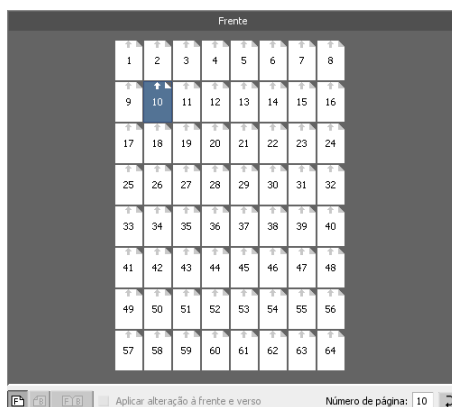 Frente
1 2 3 4 5 6 7 8
9 10 11 12 13 14 15 16
17 18 19 20 21 22 23 24
25 26 27 28 29 30 31 32
33 34 35 36 37 38 39 40
41 42 43 44 45 46 47 48
49 50 51 52 53 54 55 56
57 58 59 60 61 62 63 64
Aplicar alteração á frente e verso Número de página: 10